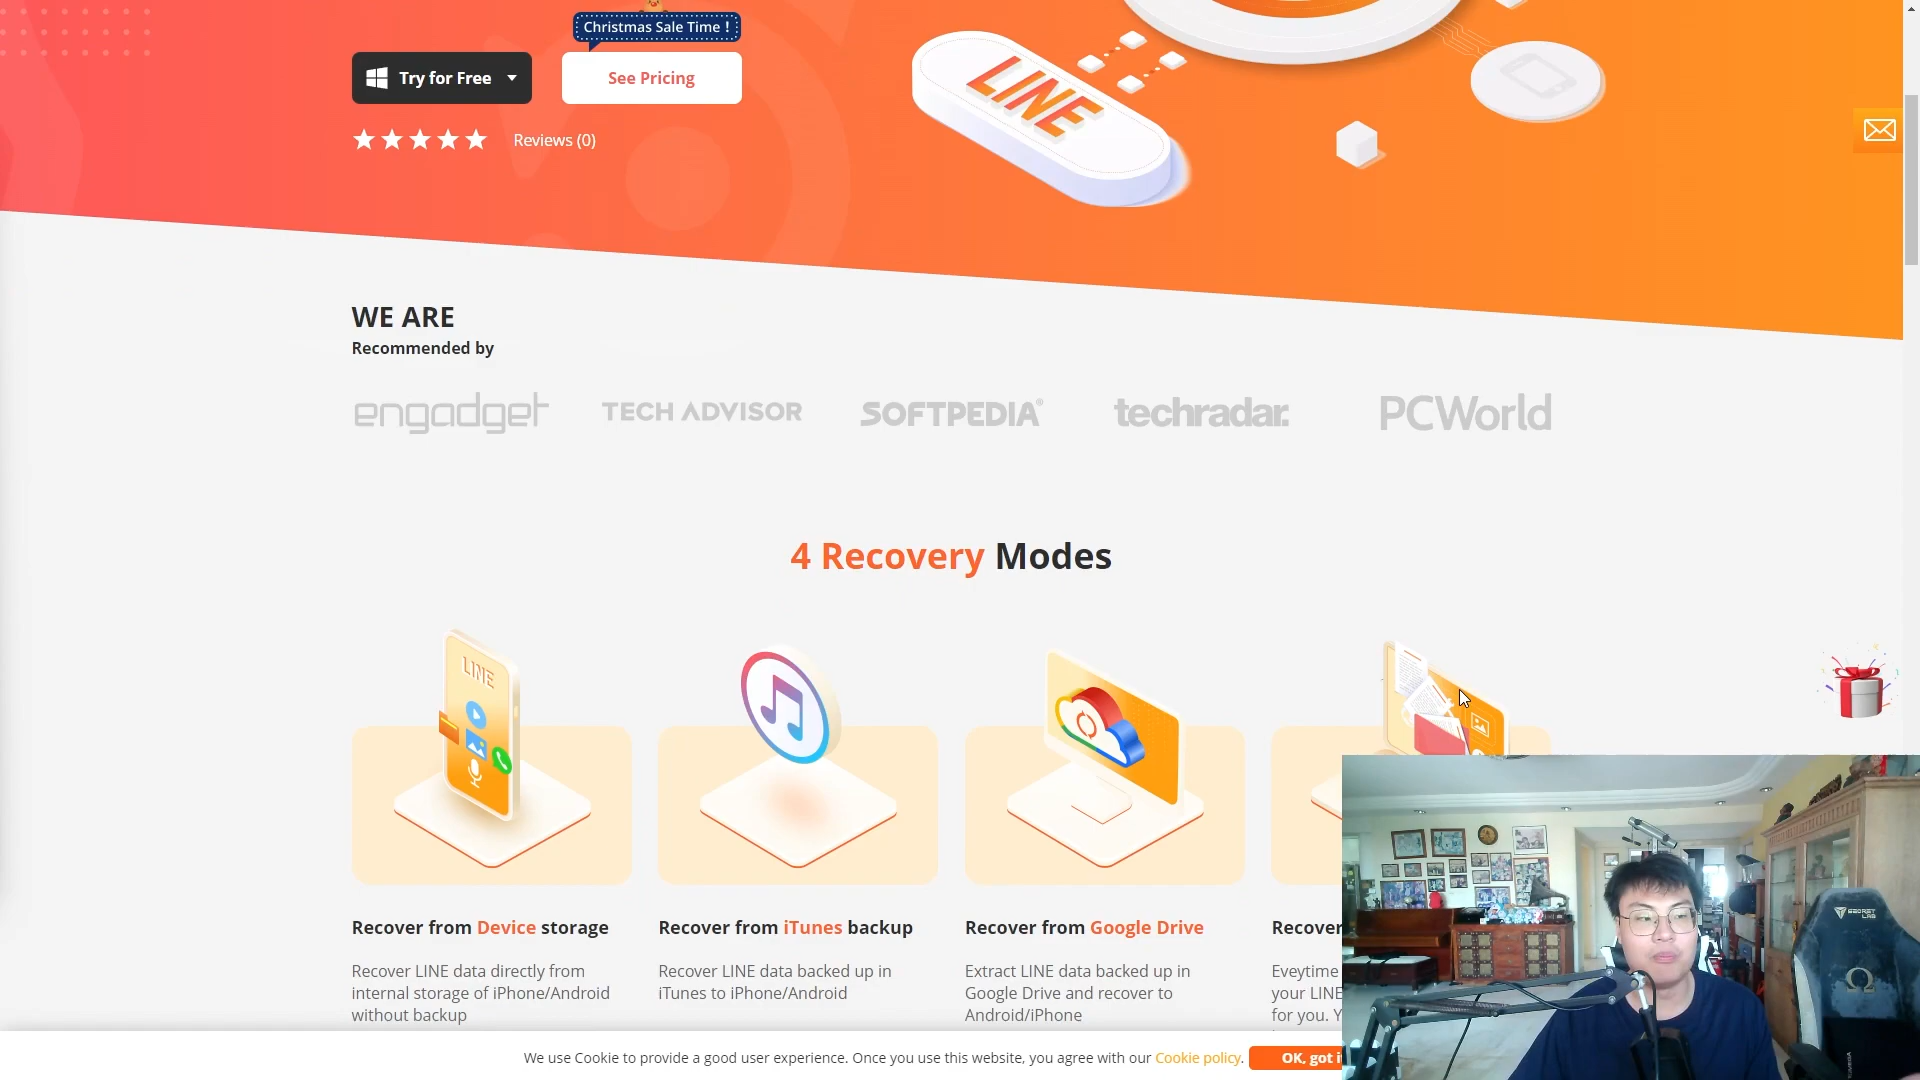 Christmas Sale Time !
Try for Free
See Pricing
Reviews (0)
LINE
WE ARE
Recommended by
engadget
TECH ADVISOR
SOFTPEDIA®
techradar.
PCWorld
4 Recovery Modes
LINE
Recover from Device storage
Recover LINE data directly from
internal storage of iPhone/Android
without backup
Recover from iTunes backup
Recover LINE data backed up in
iTunes to iPhone/Android
Recover from Google Drive
Extract LINE data backed up in
Google Drive and recover to
Android/iPhone
Recover
Eveytime
your LINE
for you. Y
We use Cookie to provide a good user experience. Once you use this website, you agree with our Cookie policy.
OK, got i
SECRET
LAB